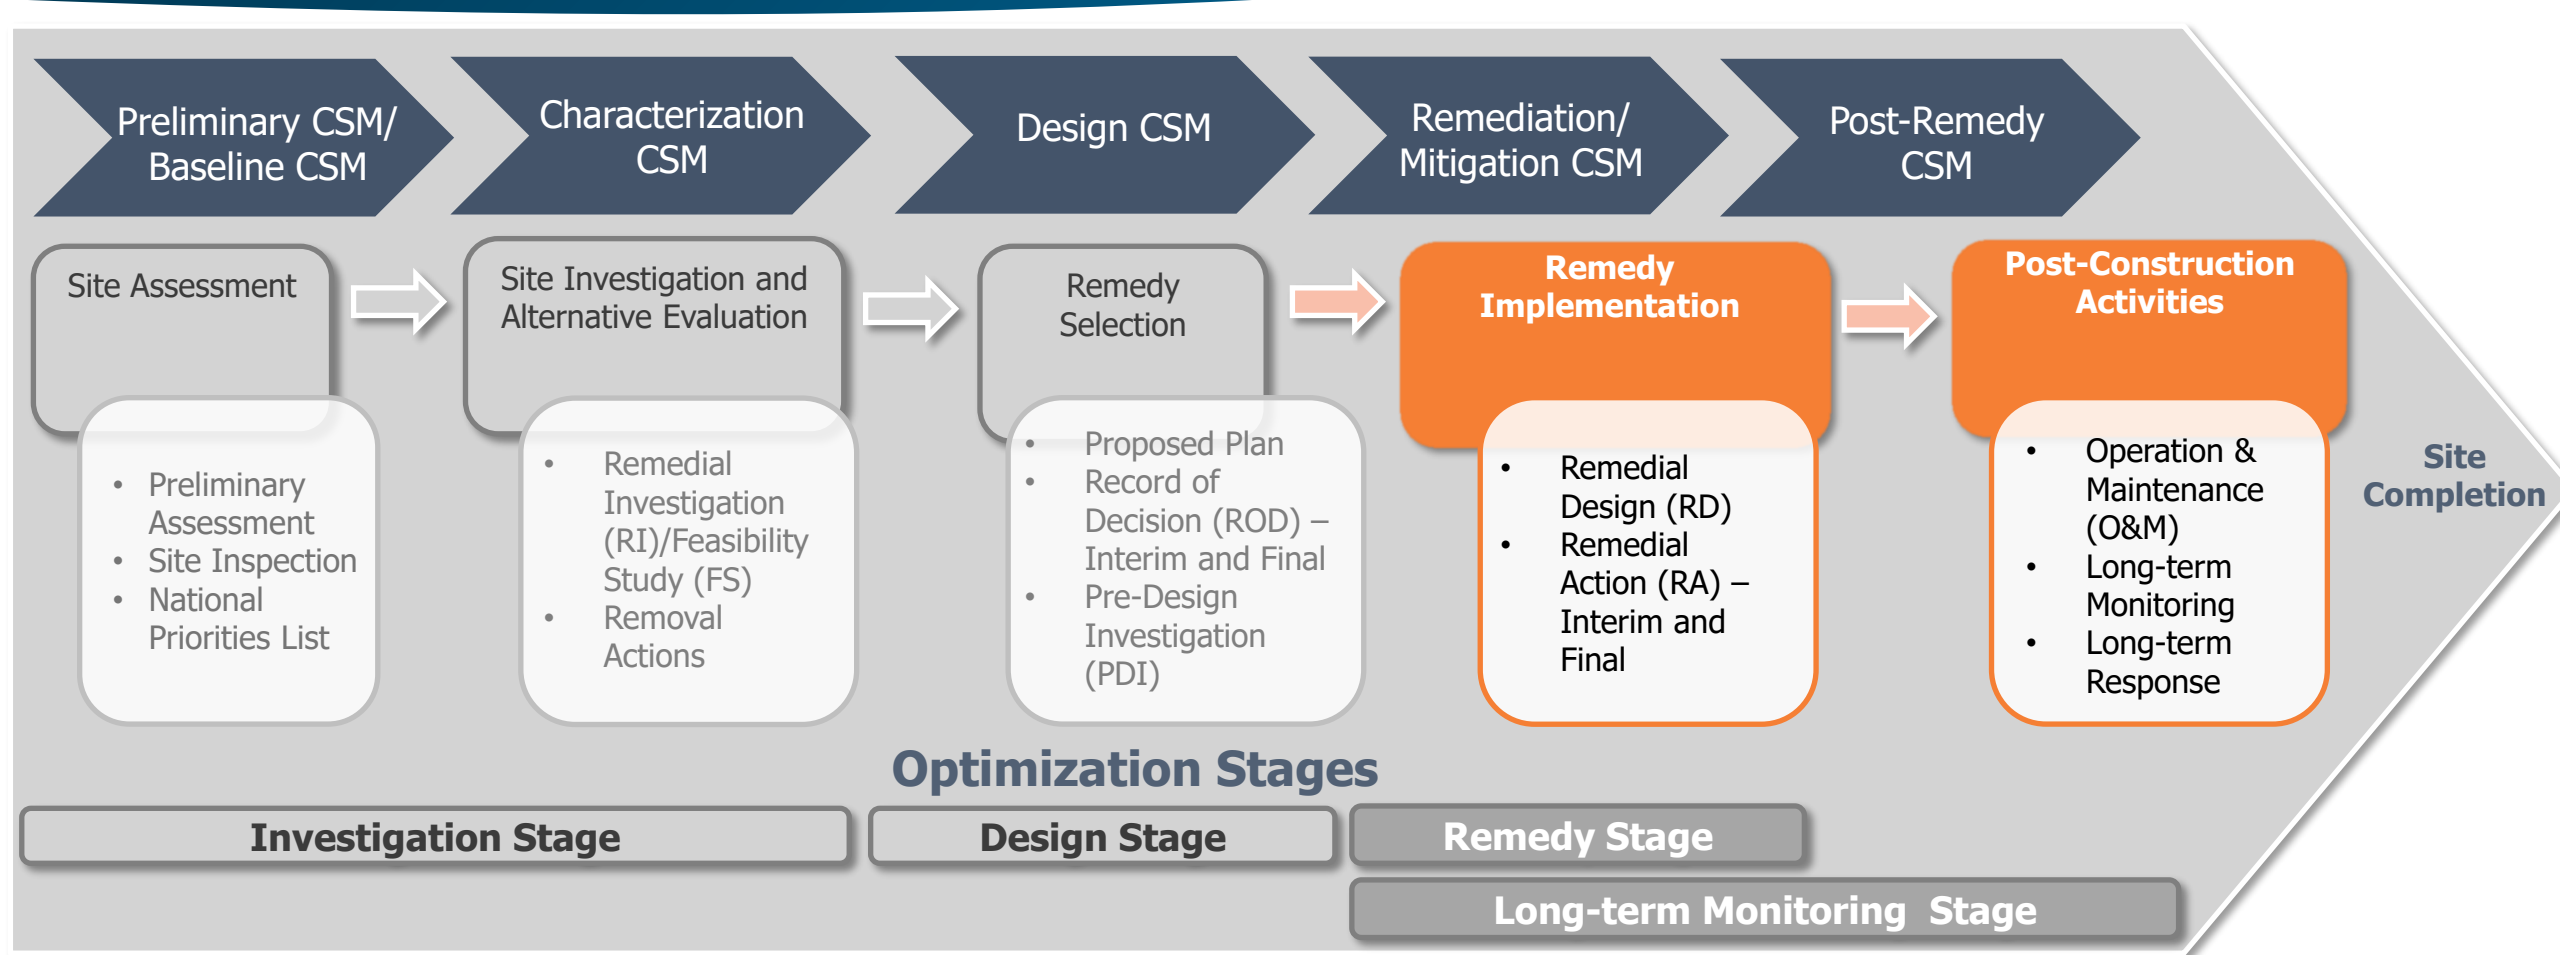 Preliminary CSM/
Baseline CSM
Characterization
CSM
Design CSM
Remediation/
Mitigation CSM
Post-Remedy
CSM
Site Assessment
Site Investigation and
Alternative Evaluation
Remedy
Selection
Remedy
Implementation
Post-Construction
Activities
• Preliminary
Assessment
• Site Inspection
• National
Priorities List
• Remedial
Investigation
(RI)/Feasibility
Study (FS)
• Removal
Actions
• Proposed Plan
• Record of
Decision (ROD) –
Interim and Final
• Pre-Design
Investigation
(PDI)
• Remedial
Design (RD)
• Remedial
Action (RA) –
Interim and
Final
• Operation &
Maintenance
(O&M)
• Long-term
Monitoring
• Long-term
Response
Site
Completion
Optimization Stages
Investigation Stage
Design Stage
Remedy Stage
Long-term Monitoring Stage